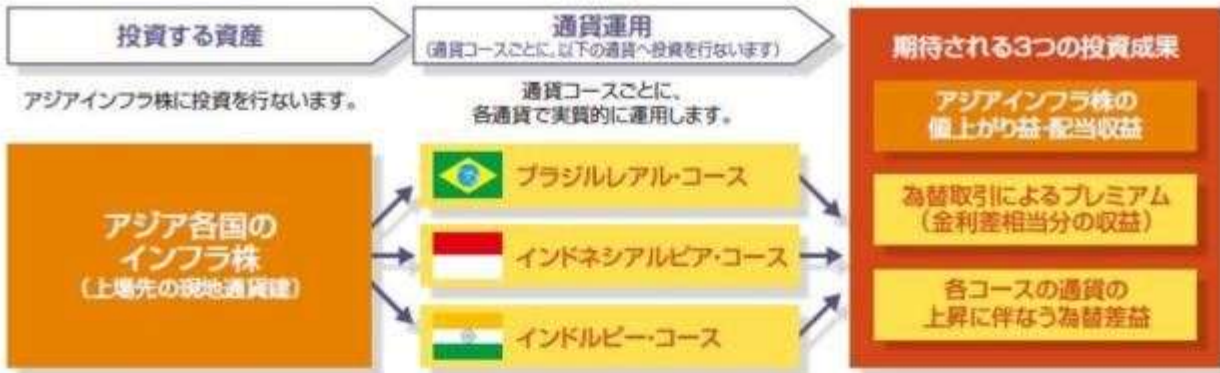 投資する資産
アジアインフラ株に投資を行ないます。
アジア各国の
インフラ株
(上場先の現地通貨建)
通貨運用
(通貨コースごとに、以下の通貨へ投資を行ないます)
通貨コースごとに、
各通貨で実質的に運用します。
ブラジルレアル・コース
インドネシアルピア・コース
インドルピー・コース
期待される3つの投資成果
アジアインフラ株の
値上がり益・配当収益
為替取引によるプレミアム
(金利差相当分の収益)
各コースの通貨の
上昇に伴なう為替差益